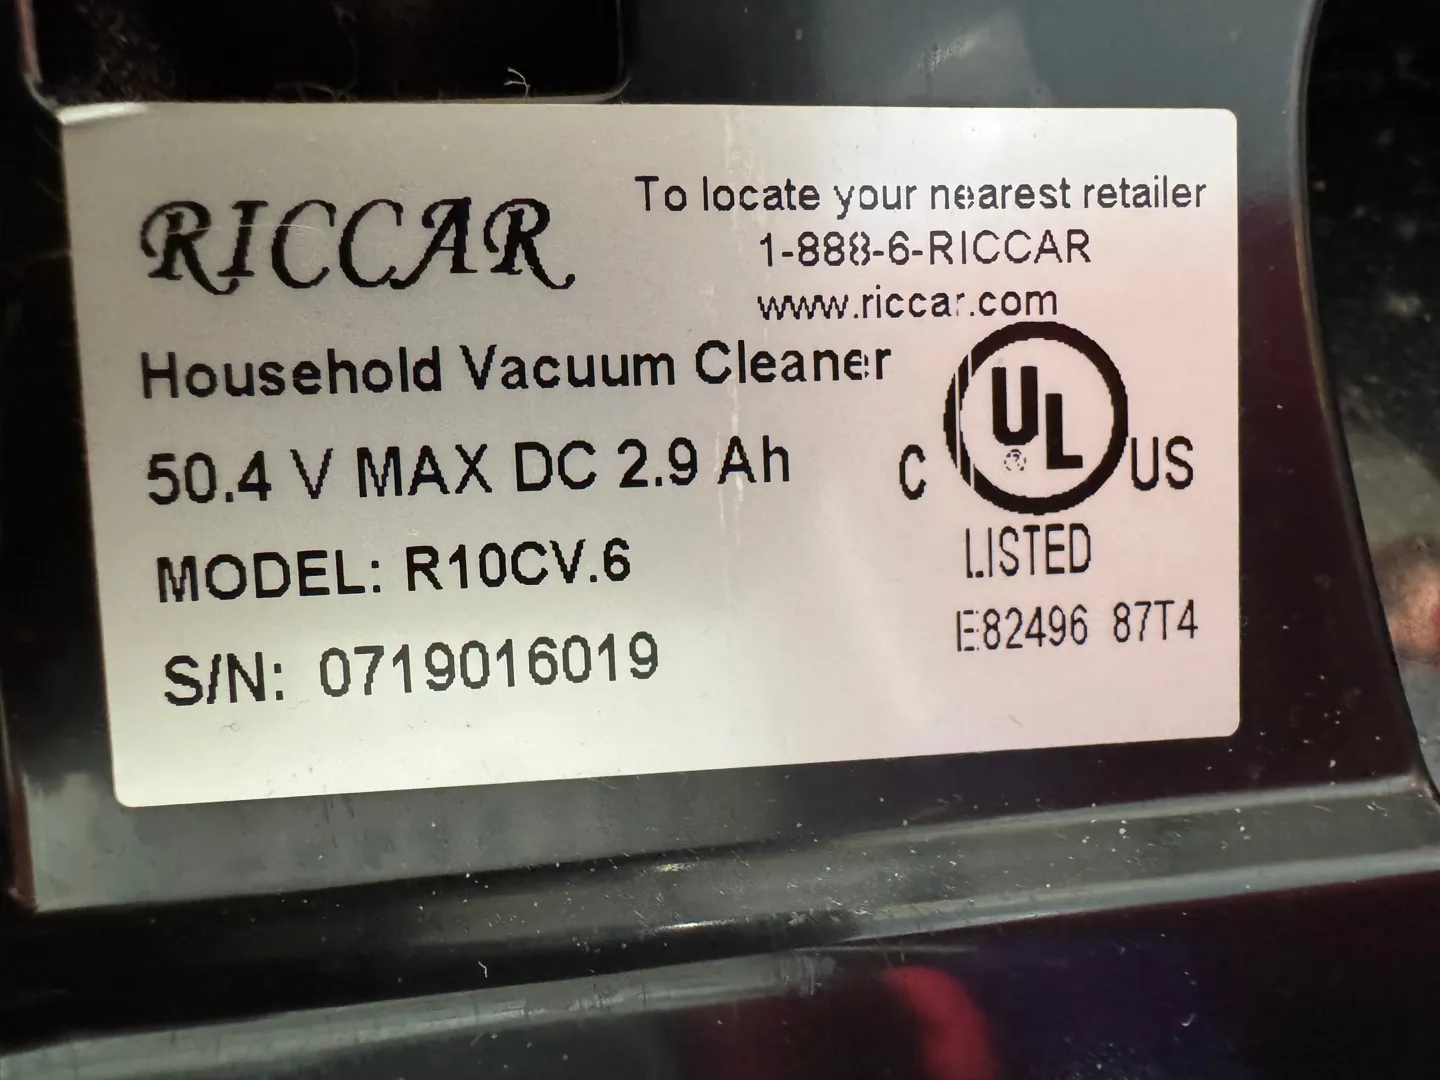 RICCAR
To locate your nearest retailer
1-888-6-RICCAR
www.riccar.com
Household Vacuum Cleaner
50.4 V MAX DC 2.9 Ah
MODEL: R10CV.6
S/N: 0719016019
C UL® US
LISTED
E82496 87T4